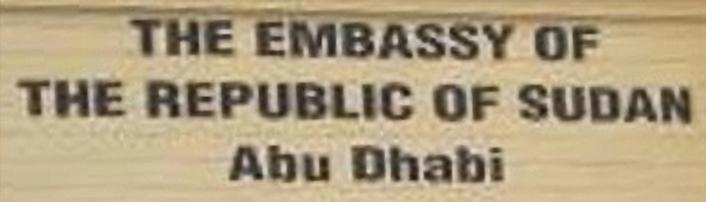 THE EMBASSY OF
THE REPUBLIC OF SUDAN
Abu Dhabi